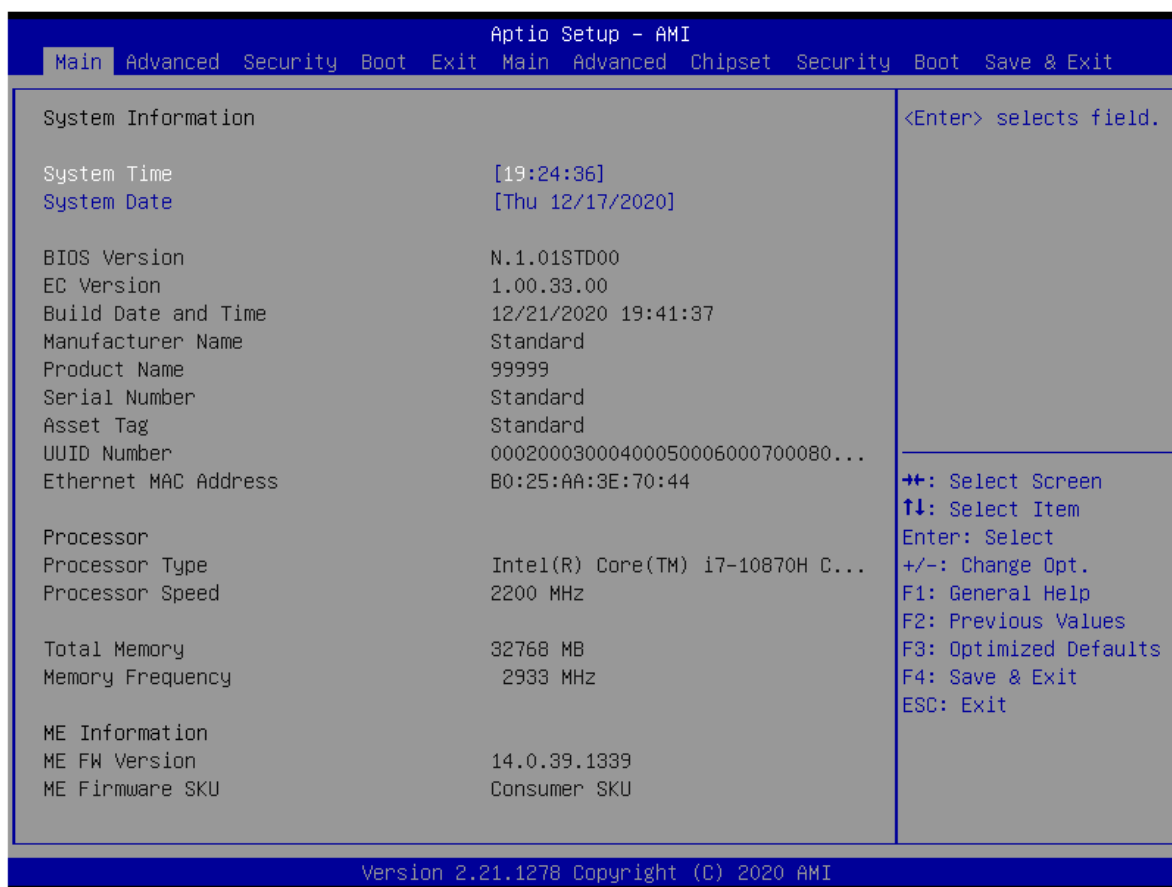 Aptio Setup – AMI
Main Advanced Security Boot Exit Main Advanced Chipset Security Boot Save & Exit
System Information
<Enter> selects field.
System Time [19:24:36]
System Date [Thu 12/17/2020]
BIOS Version N.1.01STD00
EC Version 1.00.33.00
Build Date and Time 12/21/2020 19:41:37
Manufacturer Name Standard
Product Name 99999
Serial Number Standard
Asset Tag Standard
UUID Number 00020003000400050006000700080...
Ethernet MAC Address B0:25:AA:3E:70:44
Processor
Processor Type Intel(R) Core(TM) i7-10870H C...
Processor Speed 2200 MHz
Total Memory 32768 MB
Memory Frequency 2933 MHz
ME Information
ME FW Version 14.0.39.1339
ME Firmware SKU Consumer SKU
→←: Select Screen
↑↓: Select Item
Enter: Select
+/-: Change Opt.
F1: General Help
F2: Previous Values
F3: Optimized Defaults
F4: Save & Exit
ESC: Exit
Version 2.21.1278 Copyright (C) 2020 AMI